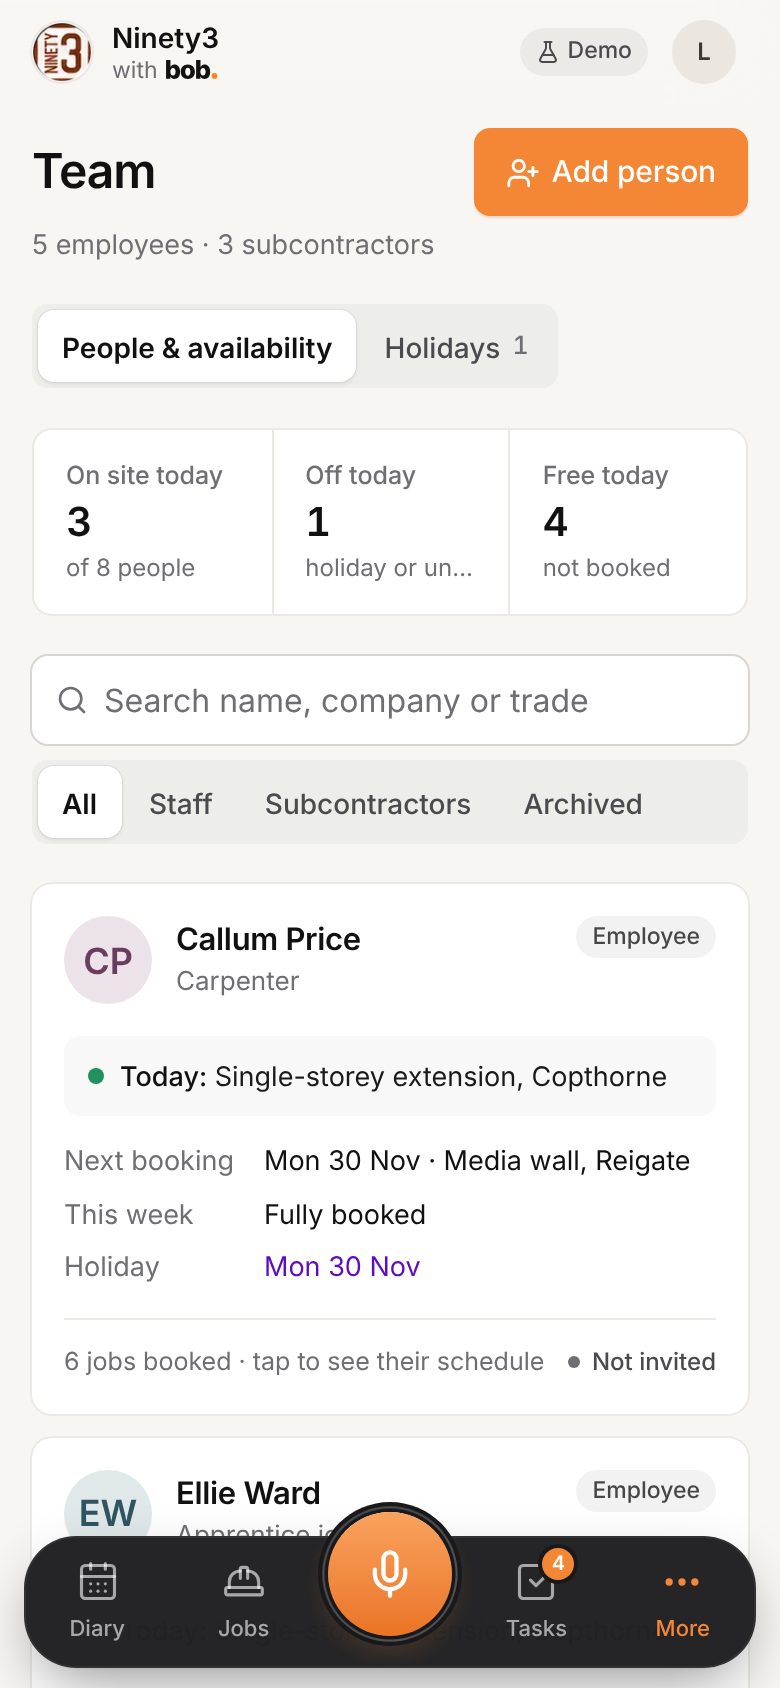 NINETY 3
Ninety3
with bob.
Demo
L
Team
Add person
5 employees · 3 subcontractors
People & availability
Holidays 1
On site today
3
of 8 people
Off today
1
holiday or un...
Free today
4
not booked
Search name, company or trade
All
Staff
Subcontractors
Archived
CP
Callum Price
Carpenter
Employee
Today: Single-storey extension, Copthorne
Next booking Mon 30 Nov · Media wall, Reigate
This week Fully booked
Holiday Mon 30 Nov
6 jobs booked · tap to see their schedule
Not invited
EW
Ellie Ward
Apprentice
Employee
Diary
Jobs
4
Tasks
More